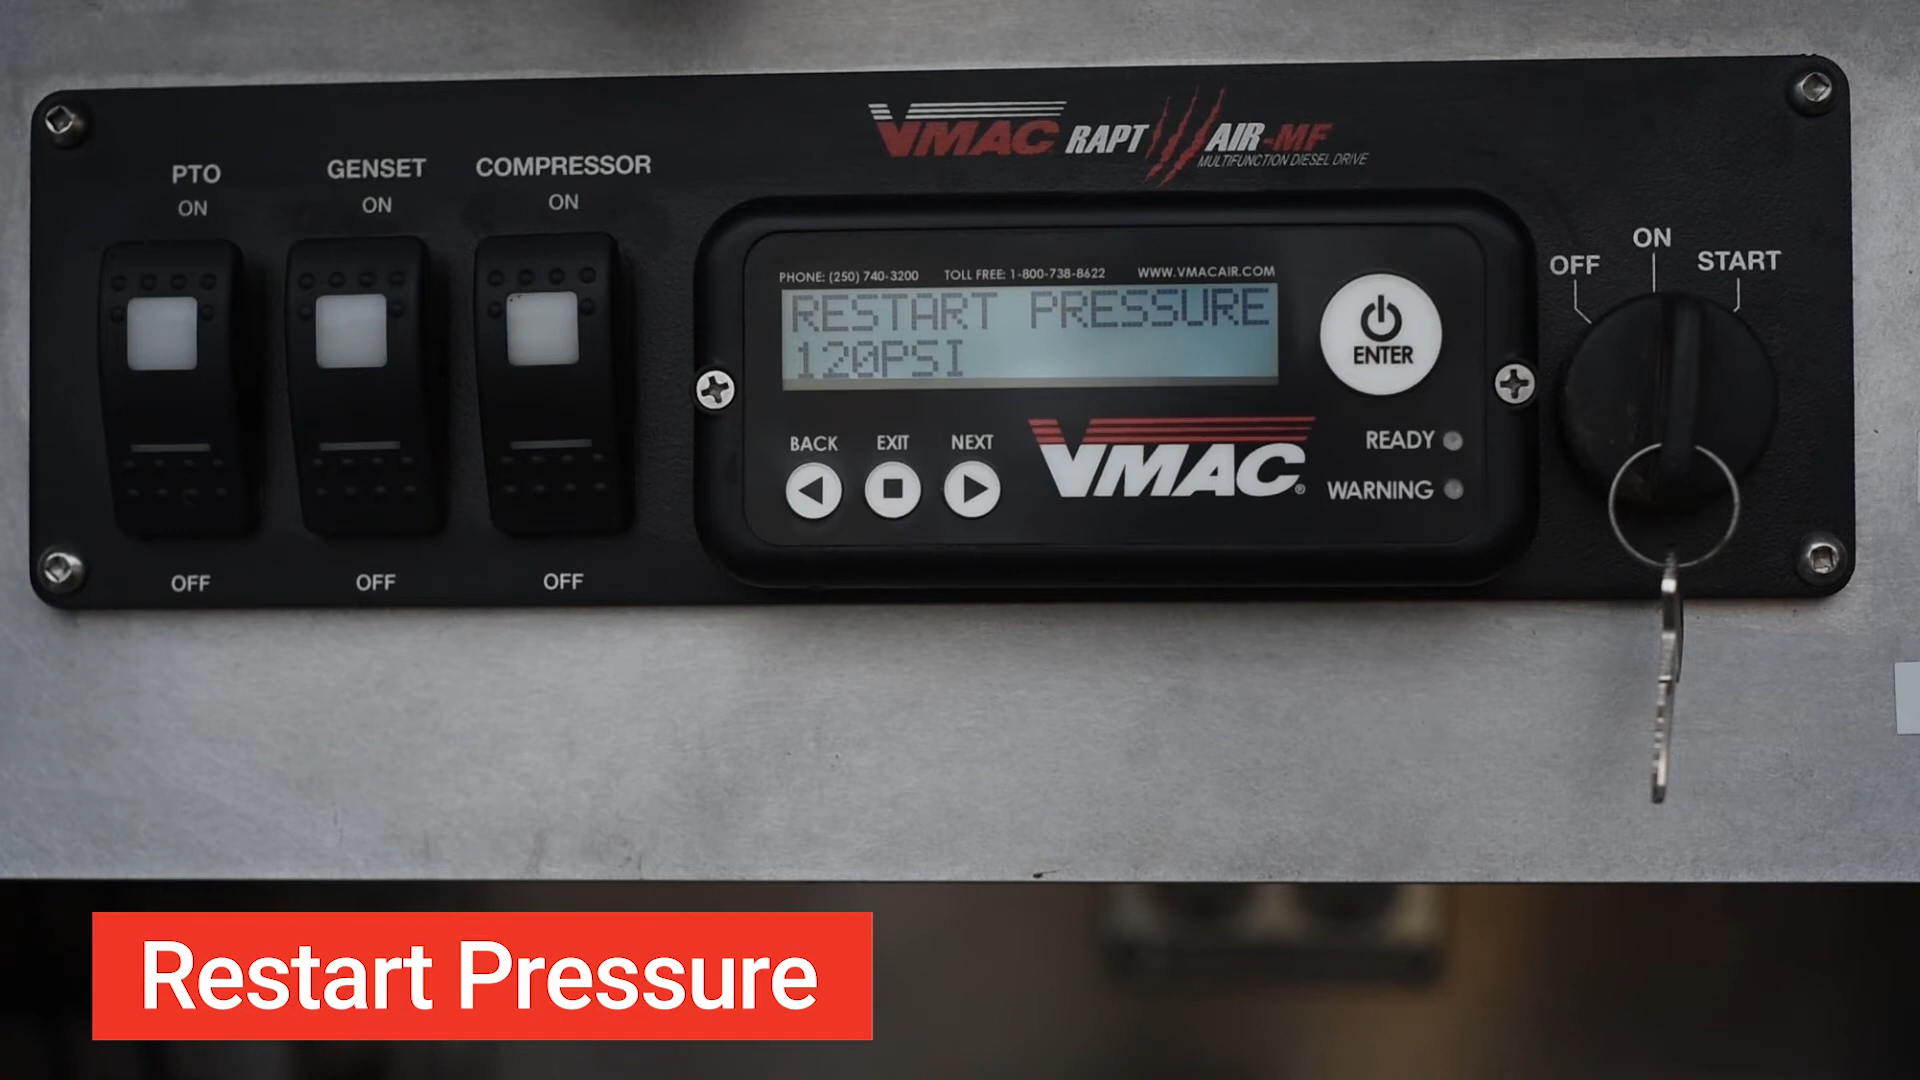 VMAC RAPT AIR-MF
MULTIFUNCTION DIESEL DRIVE
PTO
ON
GENSET
ON
COMPRESSOR
ON
PHONE: (250) 740-3200 TOLL FREE: 1-800-738-8622 WWW.VMACAIR.COM
RESTART PRESSURE
120PSI
ENTER
BACK EXIT NEXT
VMAC®
READY
WARNING
OFF ON START
OFF OFF OFF
Restart Pressure